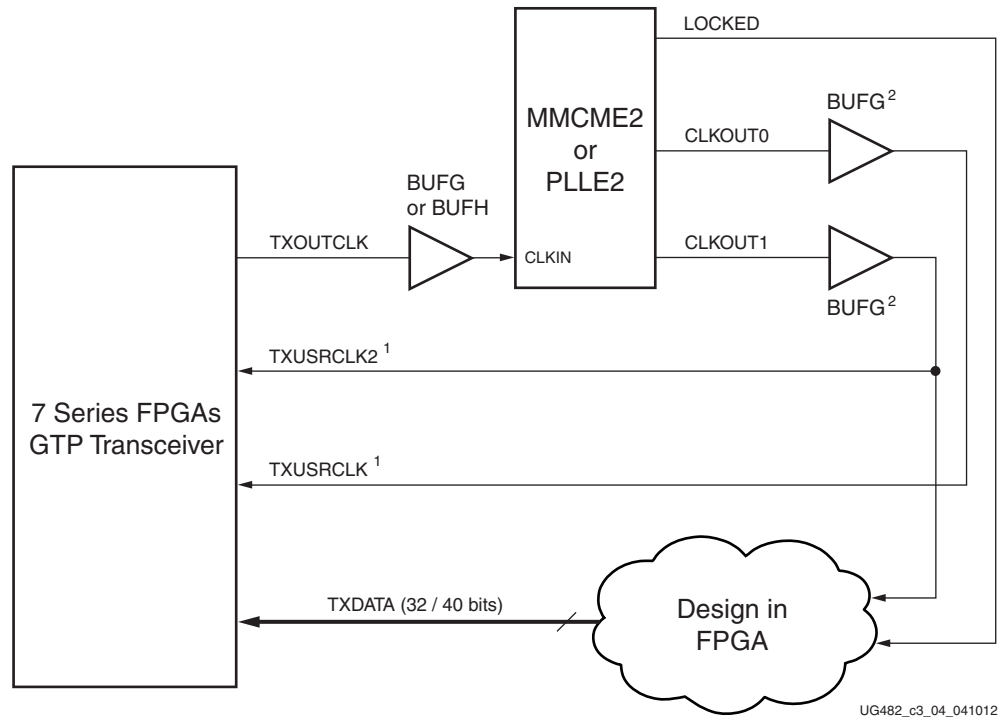 LOCKED
MMCME2
or
PLLE2
BUFG²
CLKOUT0
BUFG
or BUFH
TXOUTCLK
CLKIN
CLKOUT1
BUFG²
TXUSRCLK2 ¹
7 Series FPGAs
GTP Transceiver
TXUSRCLK ¹
TXDATA (32 / 40 bits)
Design in
FPGA
UG482_c3_04_041012